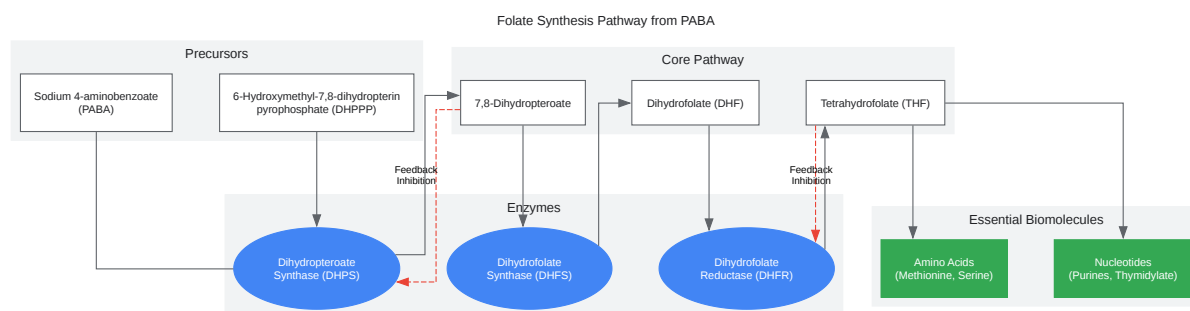 Folate Synthesis Pathway from PABA
Precursors
Core Pathway
Sodium 4-aminobenzoate
(PABA)
6-Hydroxymethyl-7,8-dihydropterin
pyrophosphate (DHPPP)
7,8-Dihydropteroate
Dihydrofolate (DHF)
Tetrahydrofolate (THF)
Feedback
Inhibition
Feedback
Inhibition
Enzymes
Essential Biomolecules
Dihydropteroate
Synthase (DHPS)
Dihydrofolate
Synthase (DHFS)
Dihydrofolate
Reductase (DHFR)
Amino Acids
(Methionine, Serine)
Nucleotides
(Purines, Thymidylate)